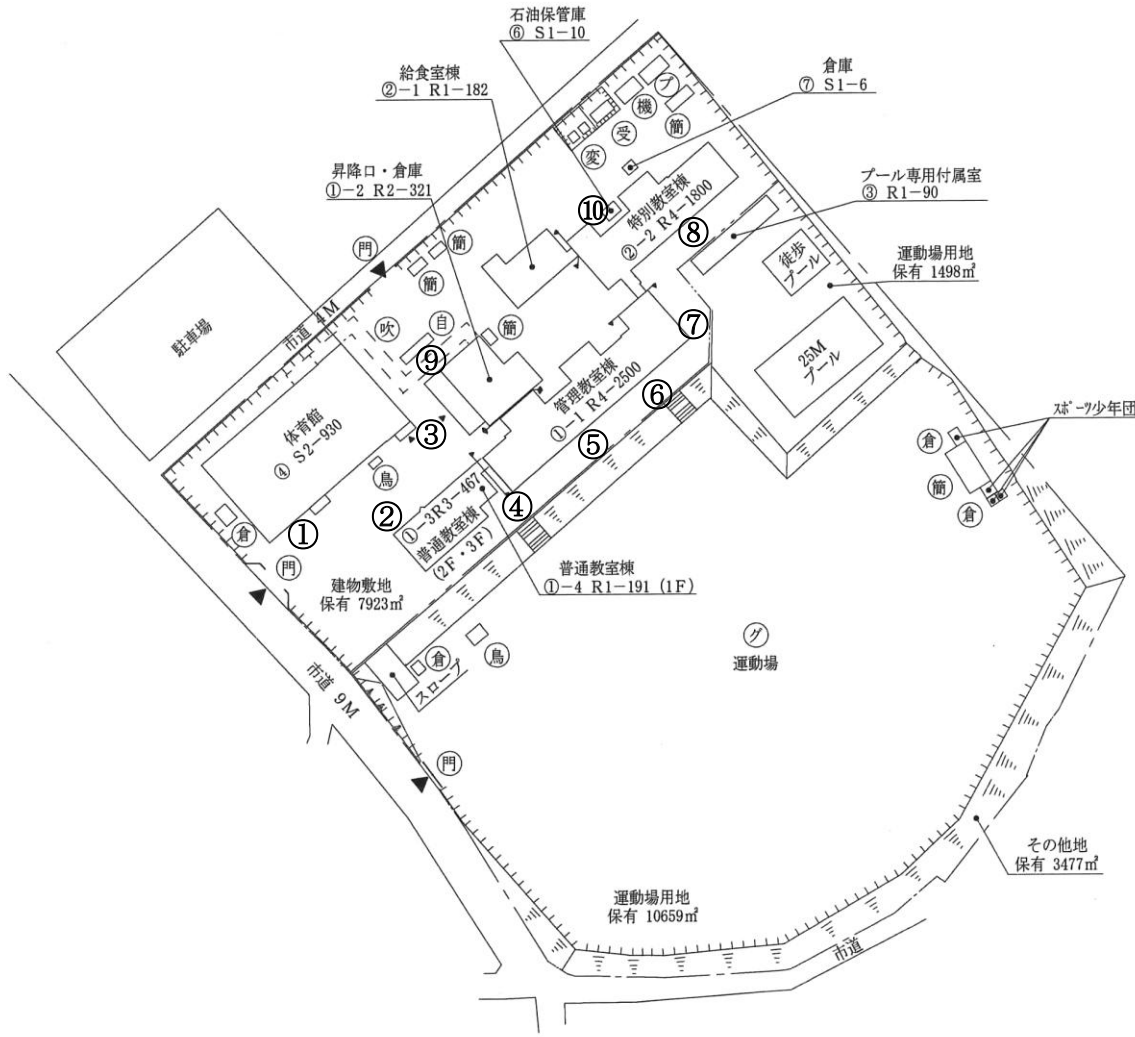 石油保管庫
⑥ S1-10
給食室棟
②-1 R1-182
倉庫
⑦ S1-6
プ
機
簡
受
変
昇降口・倉庫
①-2 R2-321
プール専用付属室
③ R1-90
⑩
特別教室棟
②-2 R4-1800
⑧
徒歩
プール
運動場用地
保有 1498㎡
門
簡
簡
市道 4M
駐車場
吹
自
簡
⑨
⑦
25M
プール
管理教室棟
①-1 R4-2500
⑥
体育館
④ S2-930
③
⑤
スポーツ少年団
倉
簡
倉
鳥
②
①-3R3-467
普通教室棟
(2F・3F)
④
倉
①
門
建物敷地
保有 7923㎡
普通教室棟
①-4 R1-191 (1F)
グ
運動場
倉
鳥
スロープ
市道 9M
門
その他地
保有 3477㎡
運動場用地
保有 10659㎡
市道